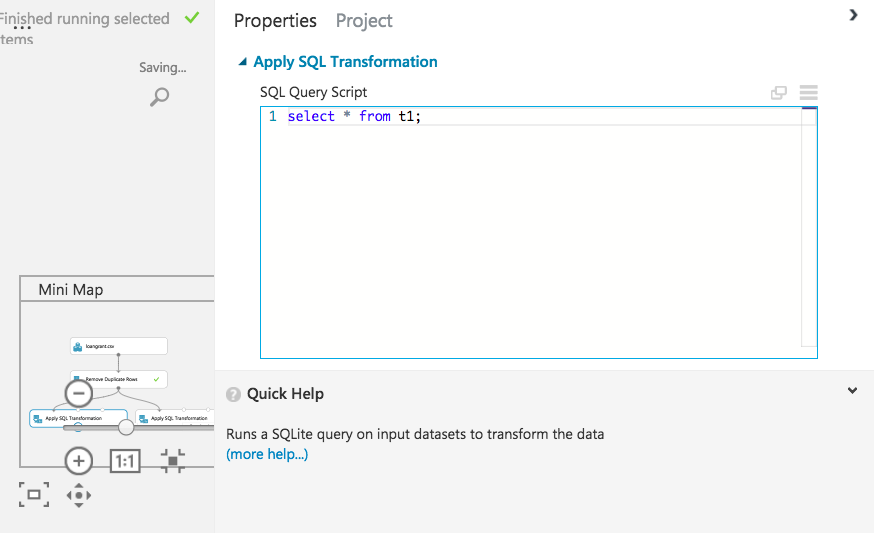 Finished running selected
items
...
Saving...
Mini Map
loangrant.csv
Remove Duplicate Rows
Apply SQL Transformation
Apply SQL Transformation
1:1
Properties Project
Apply SQL Transformation
SQL Query Script
1 select * from t1;
? Quick Help
Runs a SQLite query on input datasets to transform the data
(more help...)